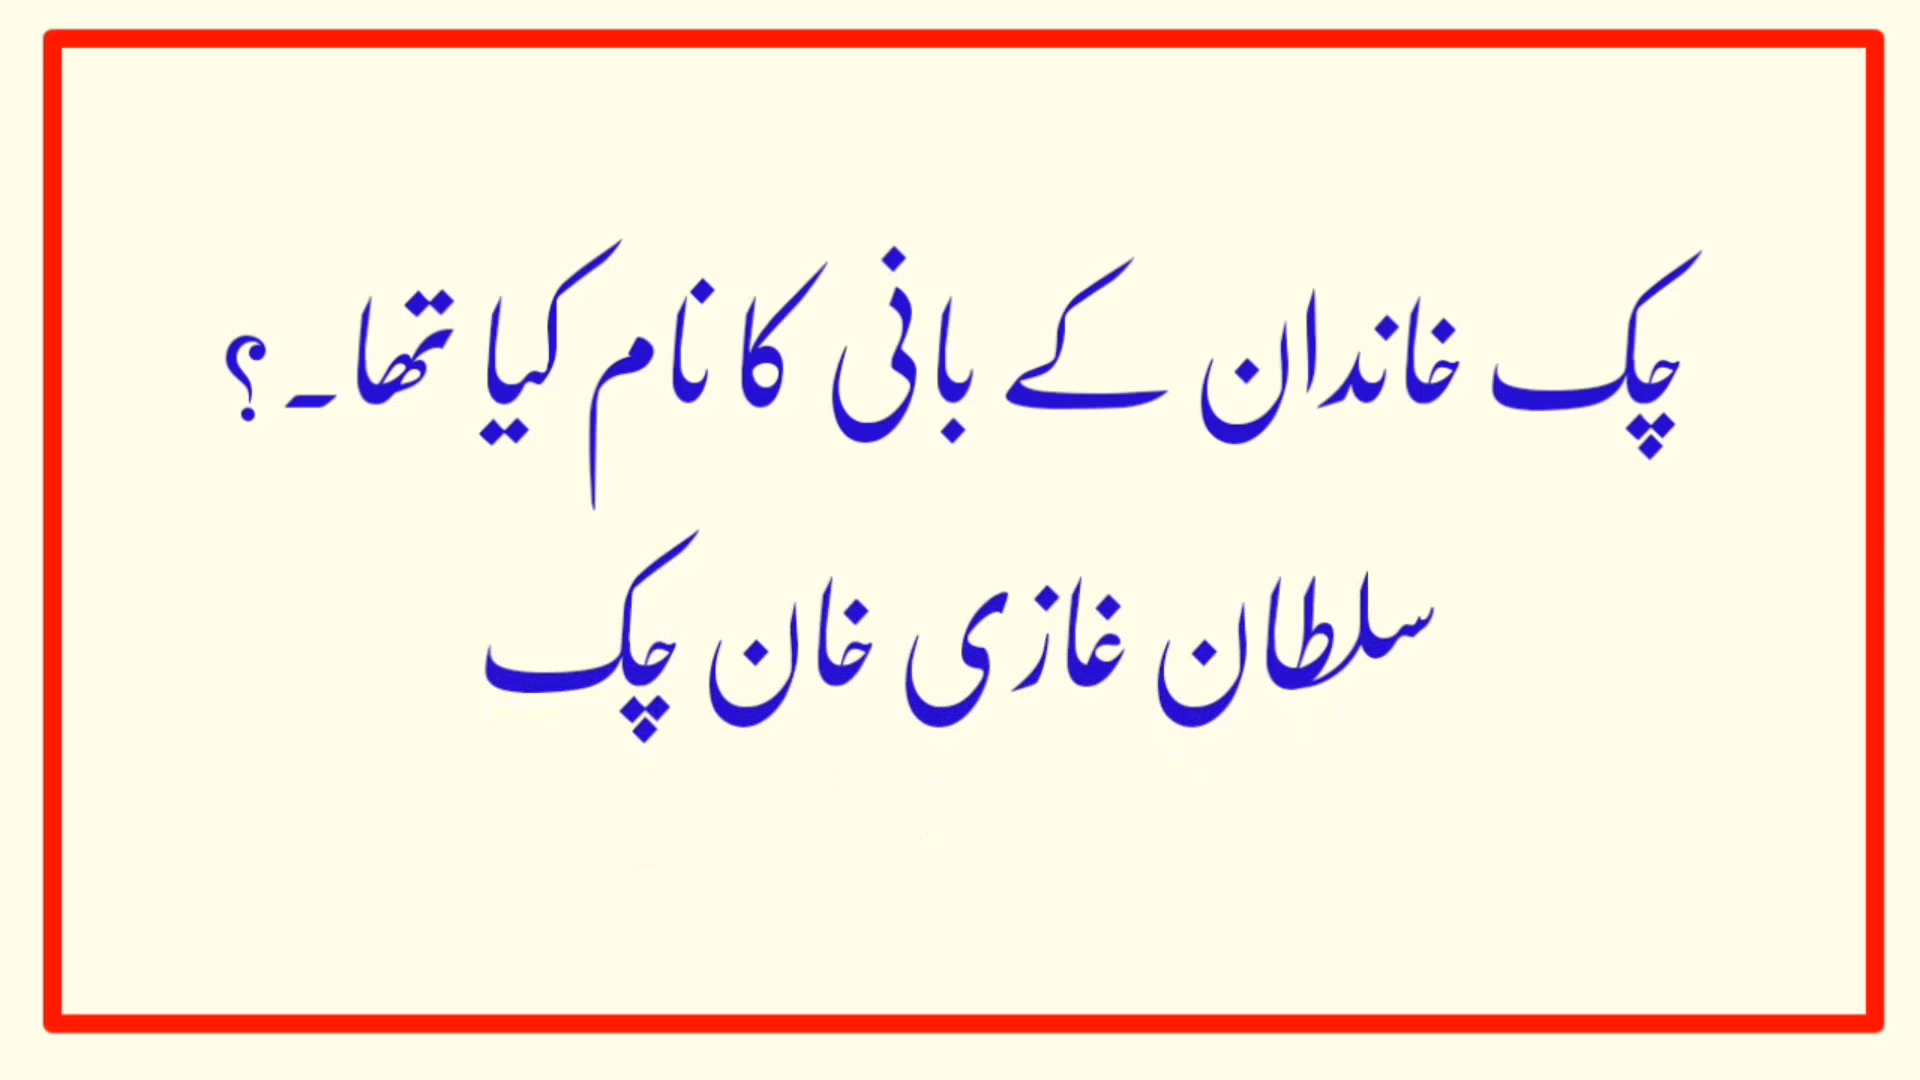 چک خاندان کے بانی کا نام کیا تھا۔؟
سلطان غازی خان چک